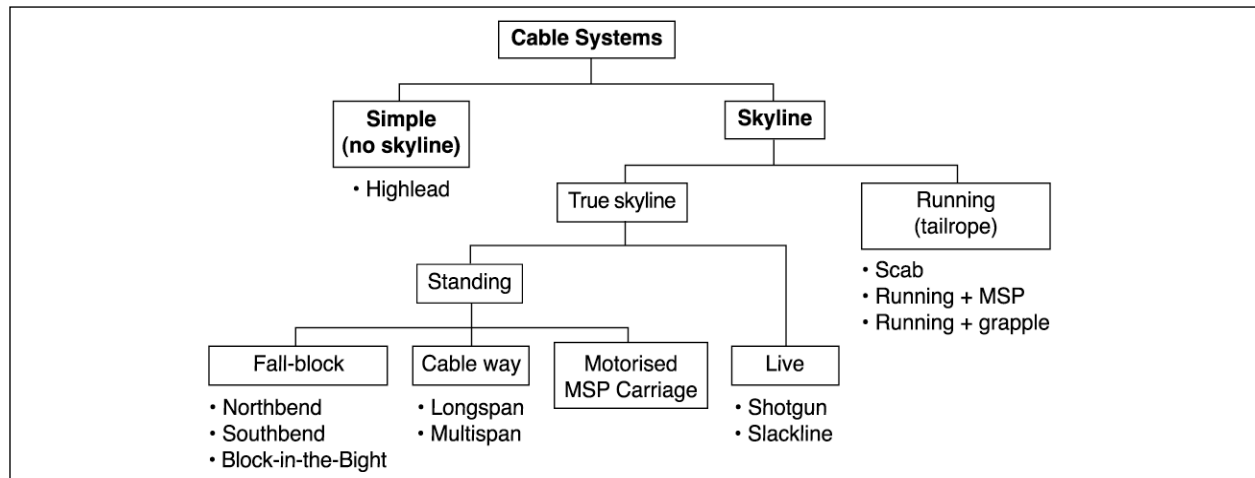 Cable Systems
Simple
(no skyline)
• Highlead
Skyline
True skyline
Running
(tailrope)
• Scab
• Running + MSP
• Running + grapple
Standing
Fall-block
• Northbend
• Southbend
• Block-in-the-Bight
Cable way
• Longspan
• Multispan
Motorised
MSP Carriage
Live
• Shotgun
• Slackline